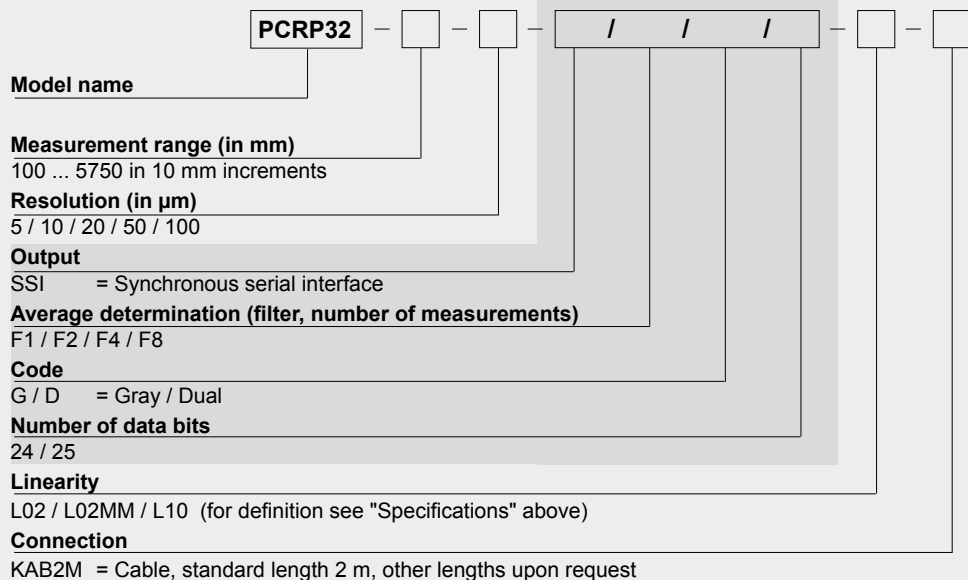 PCRP32 – – – / / / – –
Model name
Measurement range (in mm)
100 ... 5750 in 10 mm increments
Resolution (in µm)
5 / 10 / 20 / 50 / 100
Output
SSI = Synchronous serial interface
Average determination (filter, number of measurements)
F1 / F2 / F4 / F8
Code
G / D = Gray / Dual
Number of data bits
24 / 25
Linearity
L02 / L02MM / L10 (for definition see "Specifications" above)
Connection
KAB2M = Cable, standard length 2 m, other lengths upon request